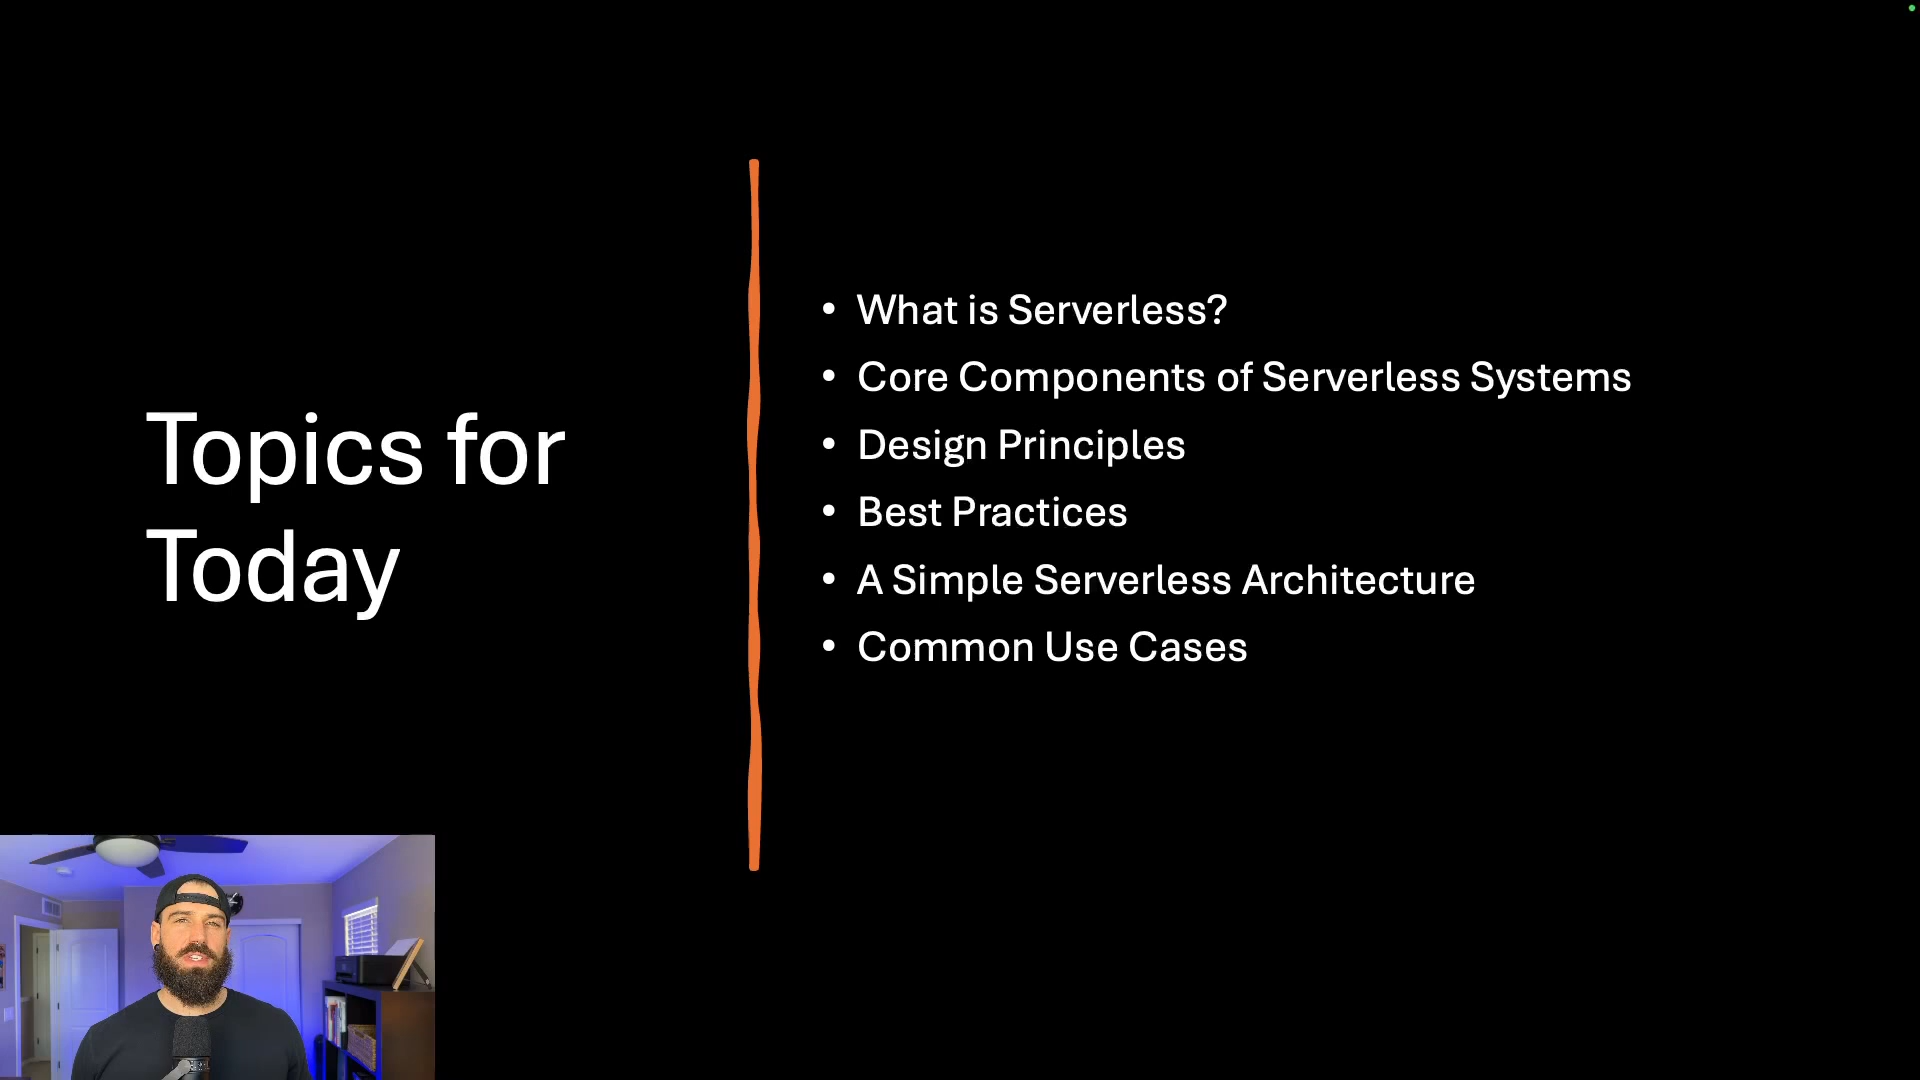 Topics for
Today
• What is Serverless?
• Core Components of Serverless Systems
• Design Principles
• Best Practices
• A Simple Serverless Architecture
• Common Use Cases